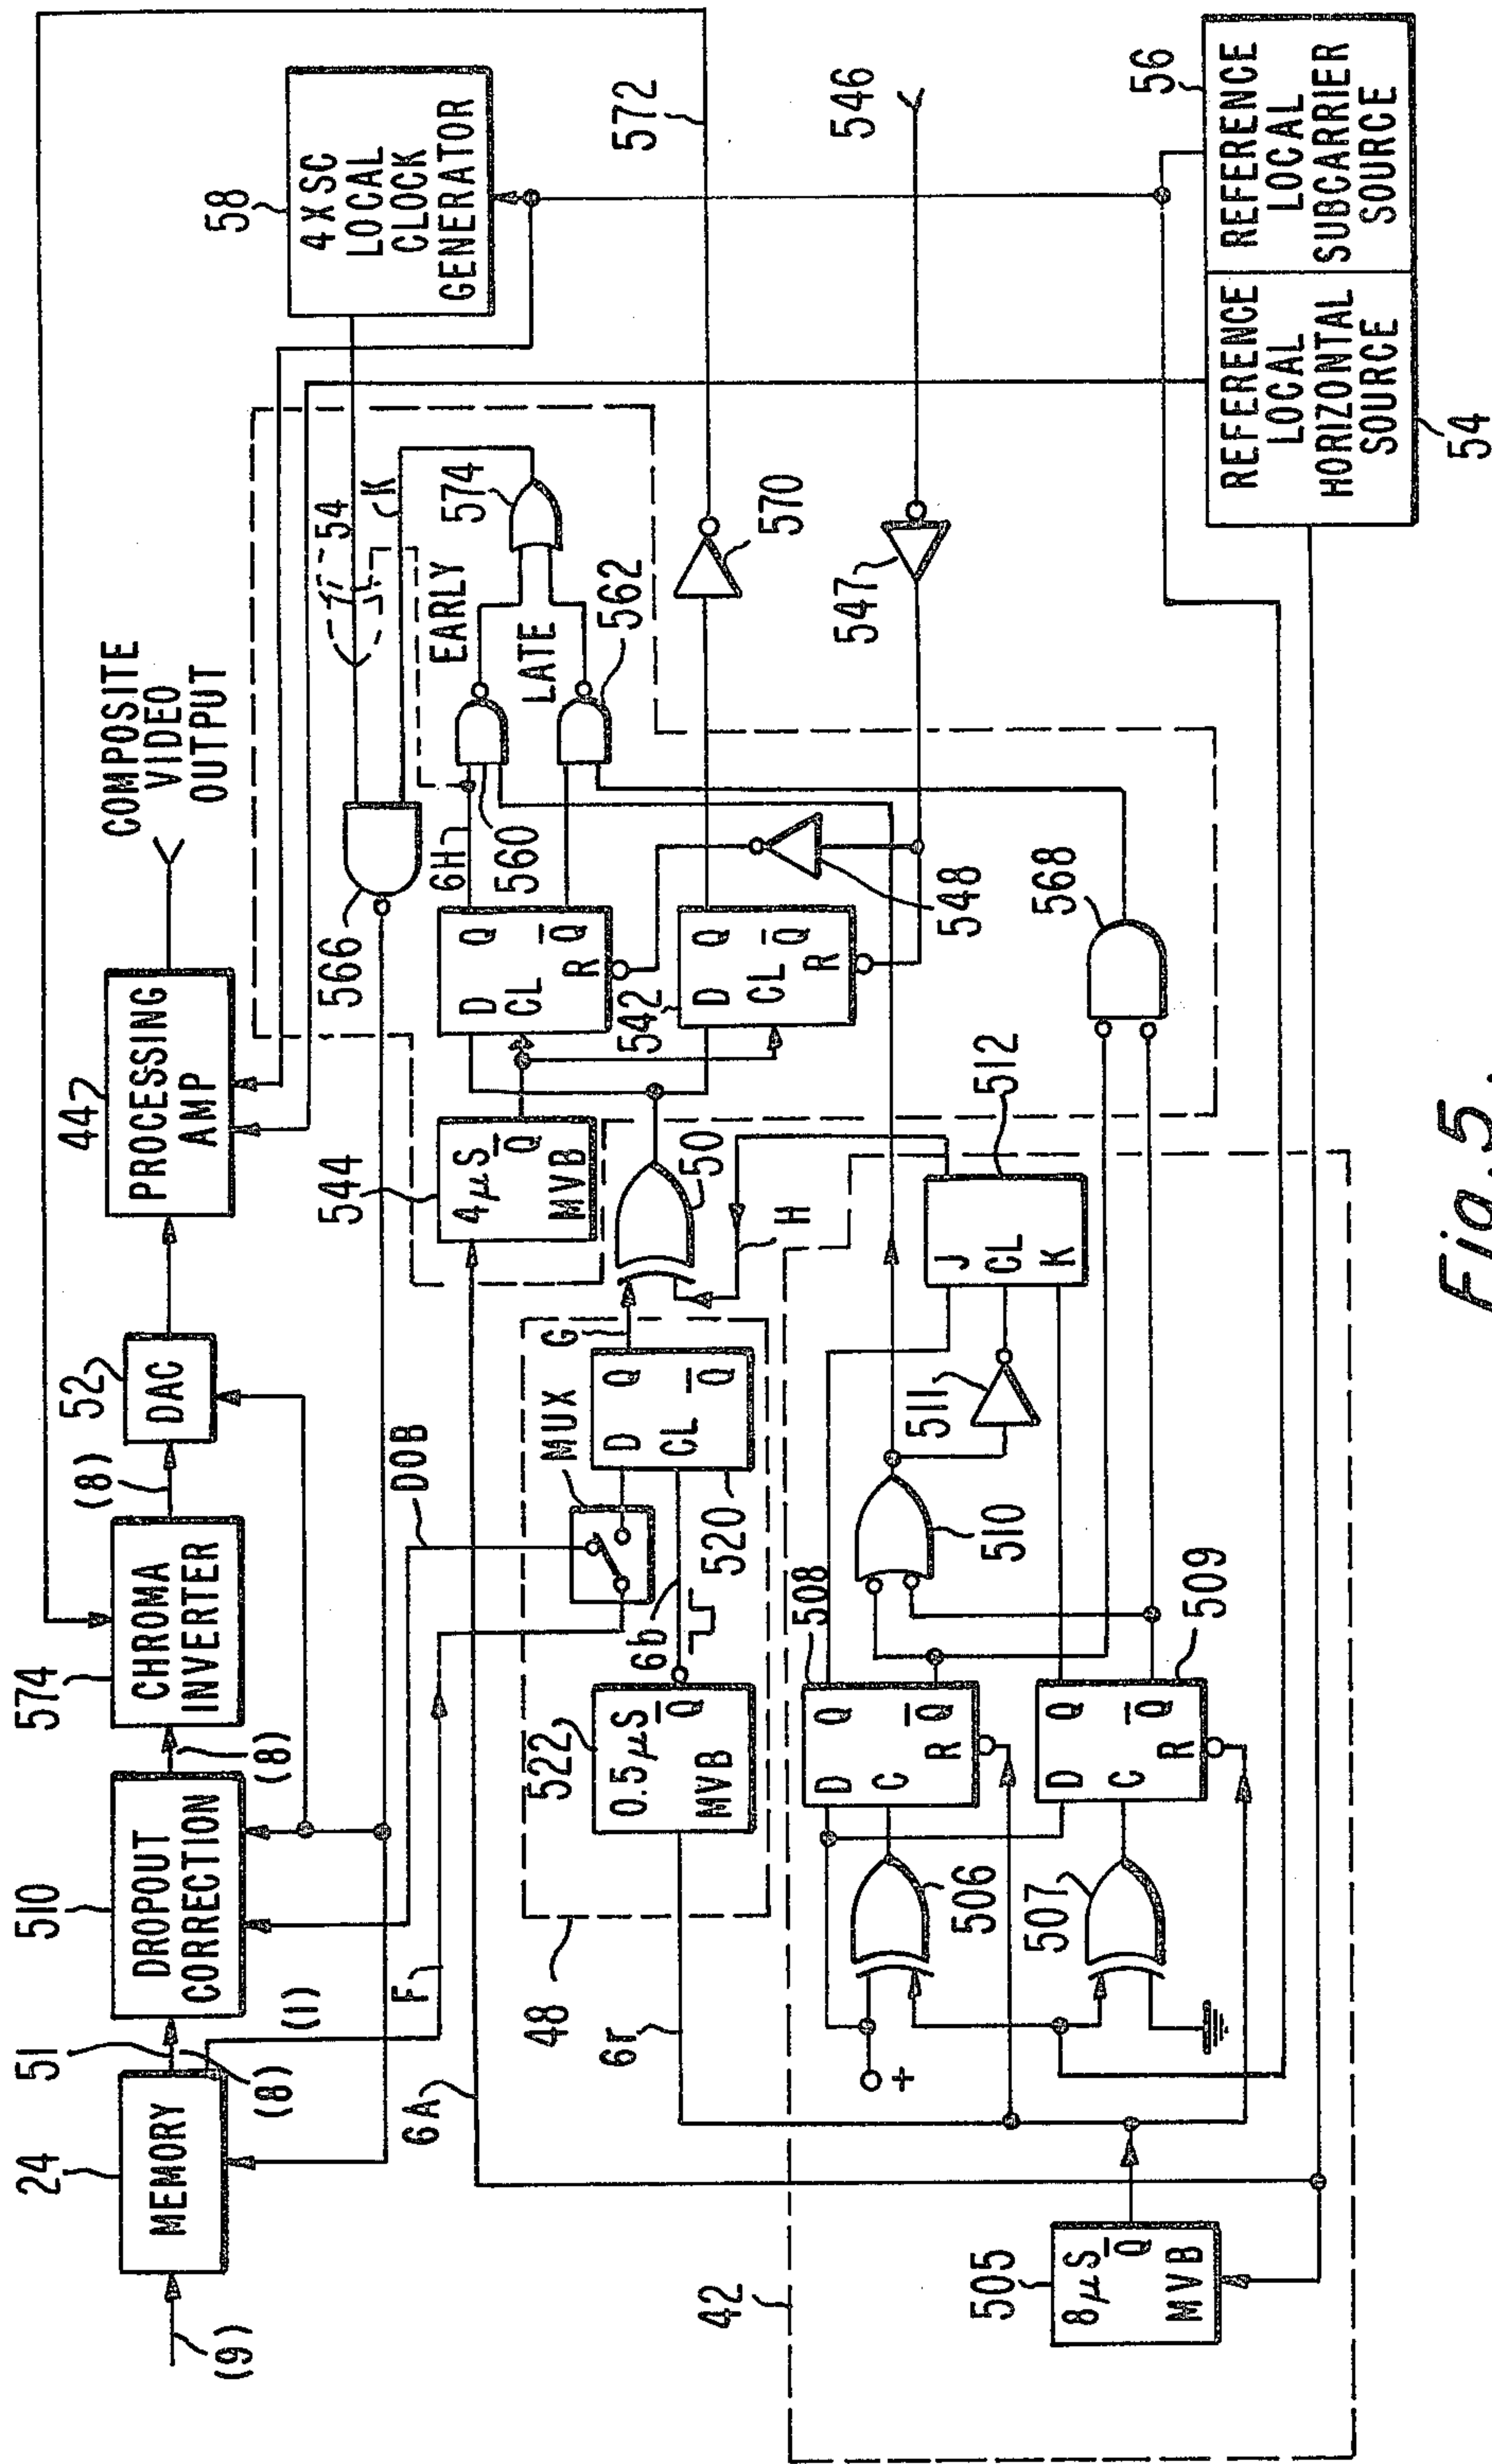 24
MEMORY
(9)
51
(8)
(1)
510
DROPOUT
CORRECTION
(8)
574
CHROMA
INVERTER
(8)
52
DAC
447
PROCESSING
AMP
COMPOSITE
VIDEO
OUTPUT
58
4XSC
LOCAL
CLOCK
GENERATOR
F
6A
DOB
544
4µS
Q
MVB
566
54
K
EARLY
LATE
574
562
6H
560
D
Q
CL
Q
R
542
D
Q
CL
Q
R
548
570
572
547
546
48
522
0.5µS
Q
MVB
6b
MUX
520
D
Q
CL
Q
G
50
H
6r
42
505
8µS
Q
MVB
+
506
507
508
D
Q
C
Q
R
509
D
Q
C
Q
R
510
511
512
J
CL
K
568
REFERENCE
LOCAL
HORIZONTAL
SOURCE
54
REFERENCE
LOCAL
SUBCARRIER
SOURCE
56
Fig.5.